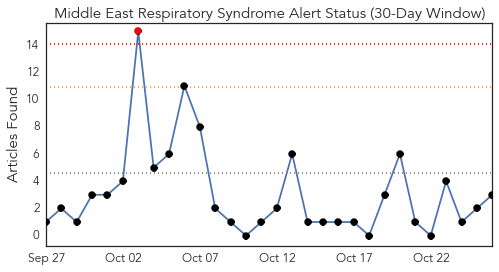 Middle East Respiratory Syndrome Alert Status (30-Day Window)
Articles Found
14
12
10
8
6
4
2
0
Sep 27 Oct 02 Oct 07 Oct 12 Oct 17 Oct 22